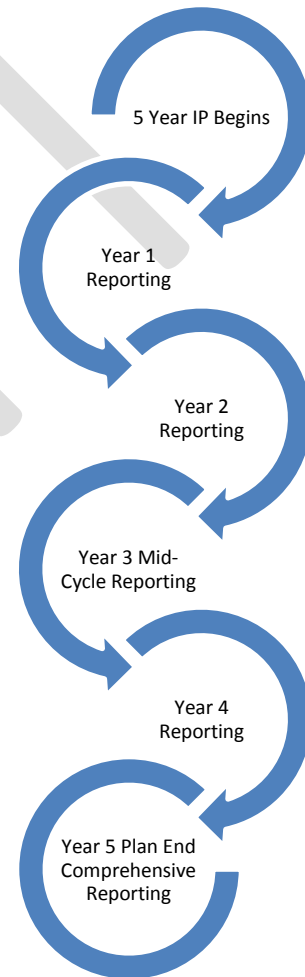 5 Year IP Begins
Year 1
Reporting
Year 2
Reporting
Year 3 Mid-
Cycle Reporting
Year 4
Reporting
Year 5 Plan End
Comprehensive
Reporting